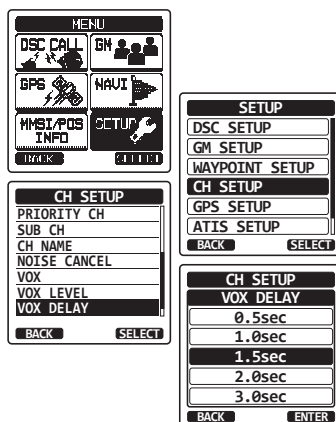 MENU
DSC CALL
GM
GPS
NAVI
MMSI/POS
INFO
SETUP
BACK
SELECT
SETUP
DSC SETUP
GM SETUP
WAYPOINT SETUP
CH SETUP
GPS SETUP
ATIS SETUP
BACK
SELECT
CH SETUP
PRIORITY CH
SUB CH
CH NAME
NOISE CANCEL
VOX
VOX LEVEL
VOX DELAY
BACK
SELECT
CH SETUP
VOX DELAY
0.5sec
1.0sec
1.5sec
2.0sec
3.0sec
BACK
ENTER